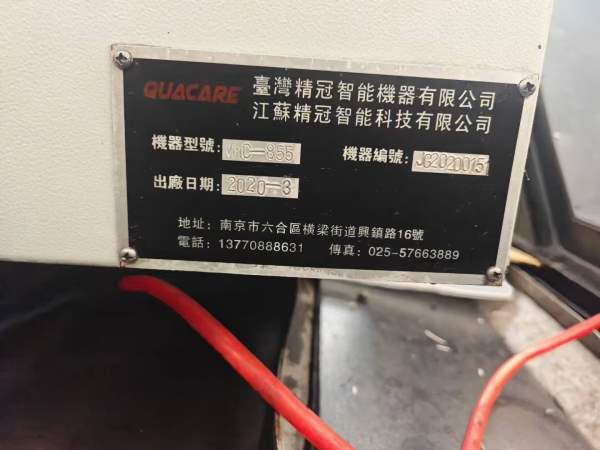 QUACARE
臺灣精冠智能機器有限公司
江蘇精冠智能科技有限公司
機器型號: VMC-855 機器編號: JG2020015
出廠日期: 2020-3
地址: 南京市六合區橫梁街道興鎮路16號
電話: 13770888631 傳真: 025-57663889